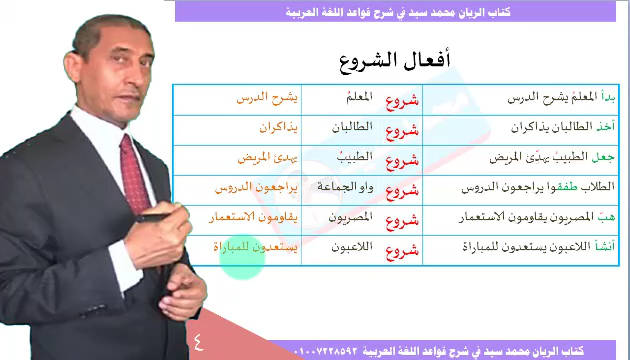 كتاب الريان محمد سيد في شرح قواعد اللغة العربية
أفعال الشروع
بدأ المعلمُ يشرح الدرس شروع المعلمُ يشرح الدرس
أخذ الطالبان يذاكران شروع الطالبان يذاكران
جعل الطبيبُ يهدّئ المريض شروع الطبيبُ يهدئ المريض
الطلاب طفقوا يراجعون الدروس شروع واو الجماعة يراجعون الدروس
هبّ المصريون يقاومون الاستعمار شروع المصريون يقاومون الاستعمار
أنشأ اللاعبون يستعدون للمباراة شروع اللاعبون يستعدون للمباراة
٤
كتاب الريان محمد سيد في شرح قواعد اللغة العربية ٠١٠٠٧٢٣٨٥٩٢